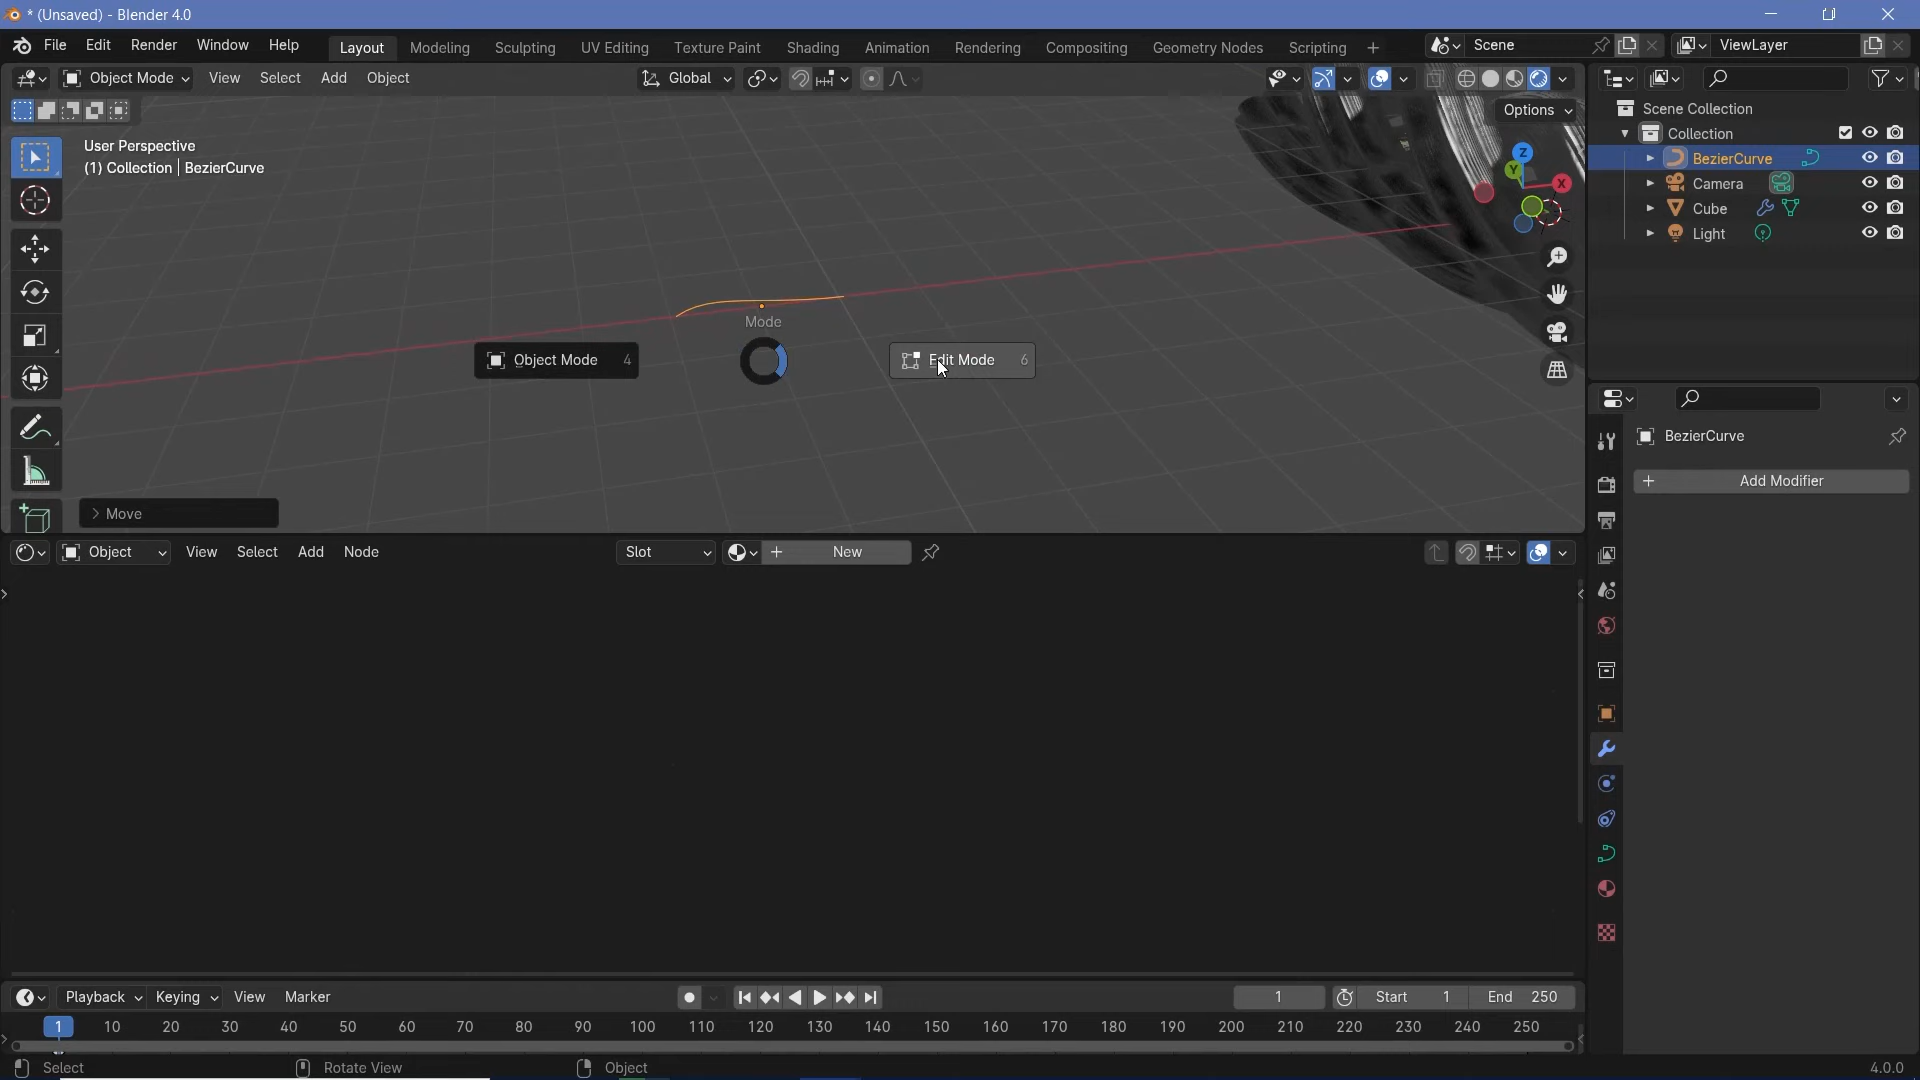 * (Unsaved) - Blender 4.0
File Edit Render Window Help
Layout Modeling Sculpting UV Editing Texture Paint Shading Animation Rendering Compositing Geometry Nodes Scripting +
Scene
ViewLayer
Object Mode View Select Add Object
Global
Options
User Perspective
(1) Collection | BezierCurve
Z
Y
X
Mode
Object Mode 4
Edit Mode 6
> Move
Scene Collection
Collection
BezierCurve
Camera
Cube
Light
BezierCurve
+ Add Modifier
Object View Select Add Node
Slot
+ New
Playback Keying View Marker
1
Start 1
End 250
1 10 20 30 40 50 60 70 80 90 100 110 120 130 140 150 160 170 180 190 200 210 220 230 240 250
Select
Rotate View
Object
4.0.0